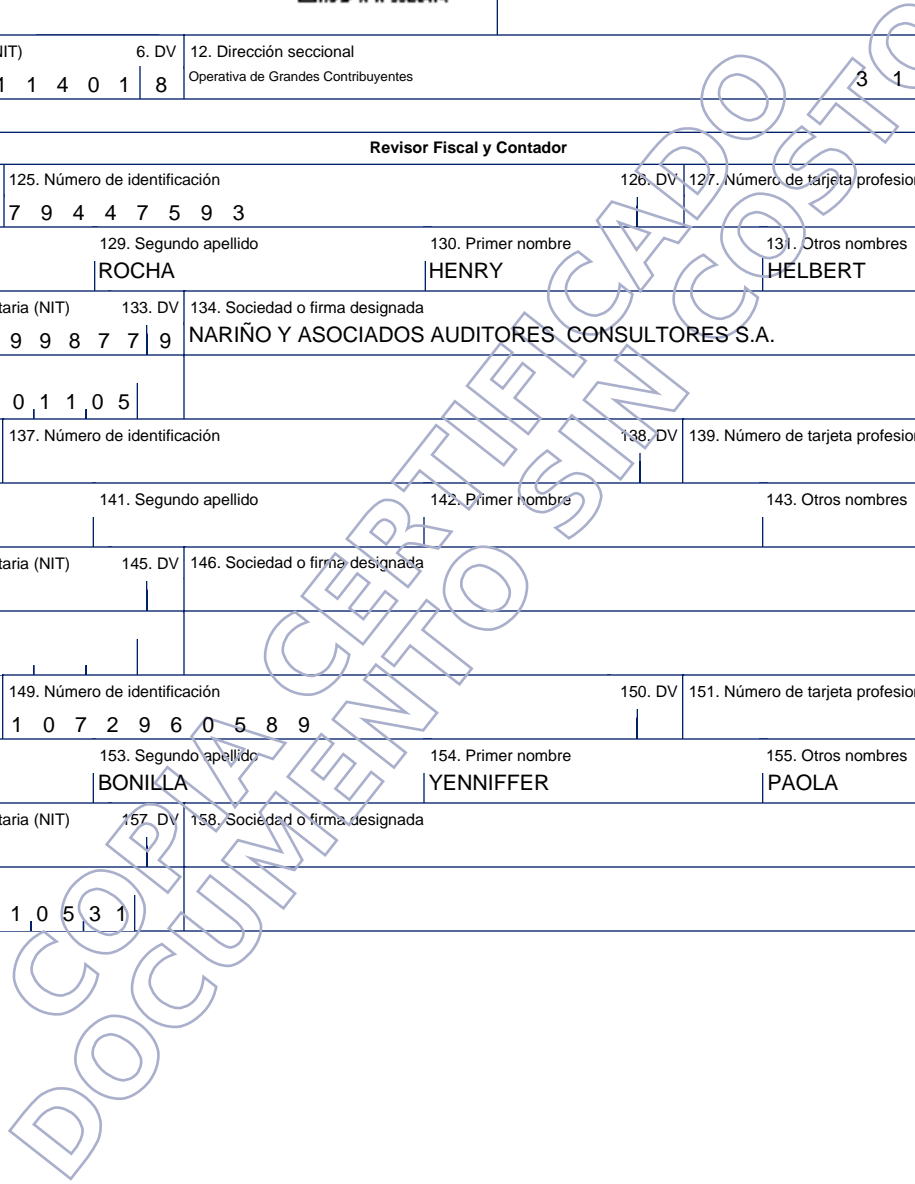 NIT) 6. DV 12. Dirección seccional
1 1 4 0 1 8 Operativa de Grandes Contribuyentes 3 1
Revisor Fiscal y Contador
125. Número de identificación 126. DV 127. Número de tarjeta profesion
7 9 4 4 7 5 9 3
129. Segundo apellido 130. Primer nombre 131. Otros nombres
ROCHA HENRY HELBERT
taria (NIT) 133. DV 134. Sociedad o firma designada
9 9 8 7 7 9 NARIÑO Y ASOCIADOS AUDITORES CONSULTORES S.A.
0 1 1 0 5
137. Número de identificación 138. DV 139. Número de tarjeta profesion
141. Segundo apellido 142. Primer nombre 143. Otros nombres
taria (NIT) 145. DV 146. Sociedad o firma designada
149. Número de identificación 150. DV 151. Número de tarjeta profesion
1 0 7 2 9 6 0 5 8 9
153. Segundo apellido 154. Primer nombre 155. Otros nombres
BONILLA YENNIFFER PAOLA
taria (NIT) 157. DV 158. Sociedad o firma designada
1 0 5 3 1
COPIA CERTIFICADO
DOCUMENTO SIN COSTO